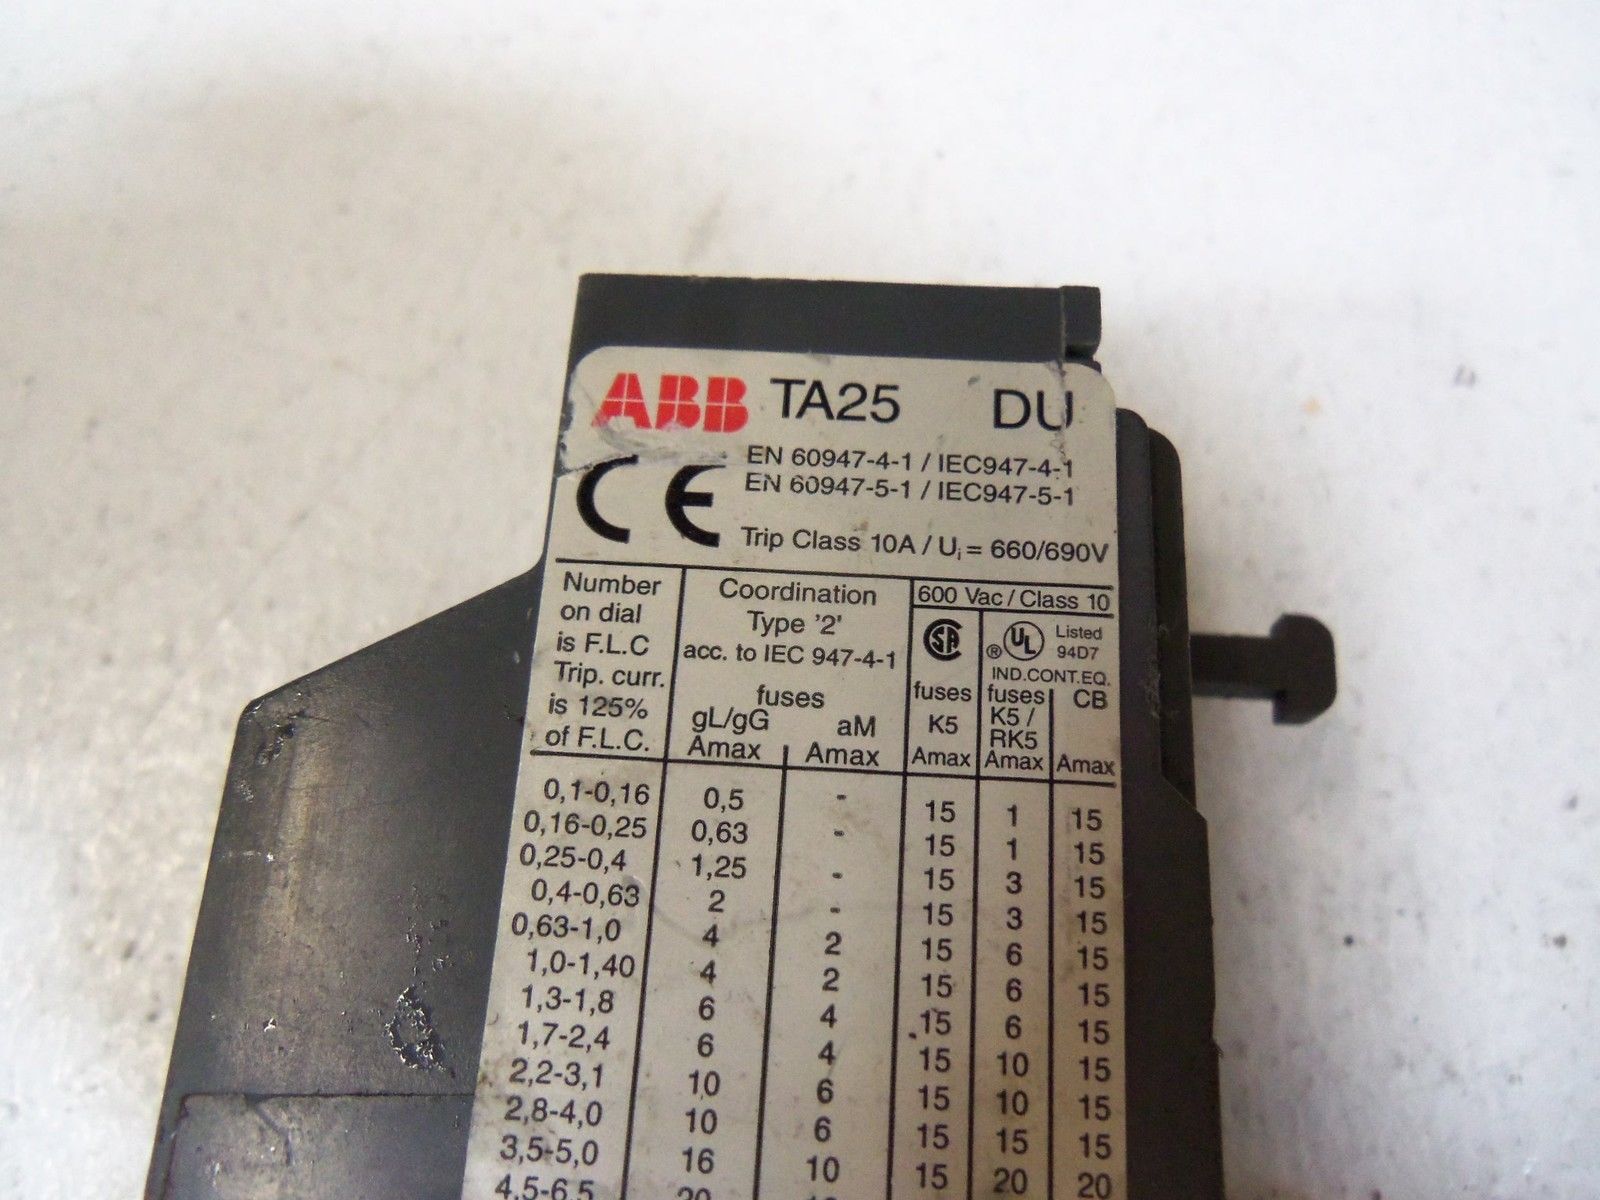 ABB TA25 DU
CE
EN 60947-4-1 / IEC947-4-1
EN 60947-5-1 / IEC947-5-1
Trip Class 10A / Ui = 660/690V
Number
on dial
is F.L.C
Trip. curr.
is 125%
of F.L.C.
Coordination
Type '2'
acc. to IEC 947-4-1
fuses
gL/gG aM
Amax Amax
600 Vac / Class 10
SA
fuses
K5
Amax
® UL Listed
94D7
IND.CONT.EQ.
fuses CB
K5 /
RK5
Amax Amax
0,1-0,16 0,5 - 15 1 15
0,16-0,25 0,63 - 15 1 15
0,25-0,4 1,25 - 15 3 15
0,4-0,63 2 - 15 3 15
0,63-1,0 4 2 15 6 15
1,0-1,40 4 2 15 6 15
1,3-1,8 6 4 15 6 15
1,7-2,4 6 4 15 10 15
2,2-3,1 10 6 15 10 15
2,8-4,0 10 6 15 15 15
3,5-5,0 16 10 15 20 20
4,5-6,5 20